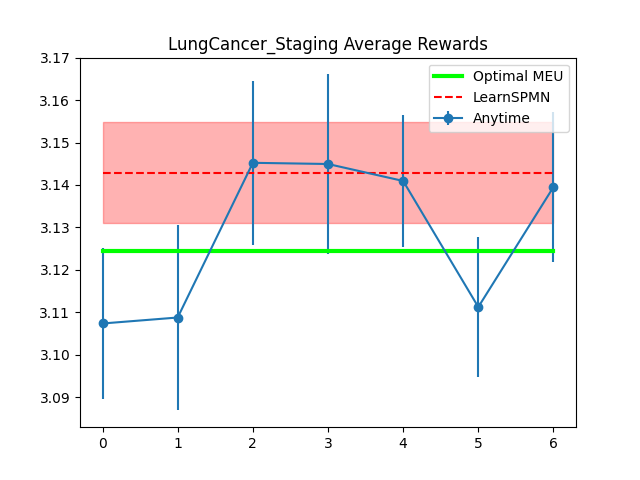 LungCancer_Staging Average Rewards
3.17
3.16
3.15
3.14
3.13
3.12
3.11
3.10
3.09
Optimal MEU
LearnSPMN
Anytime
0 1 2 3 4 5 6